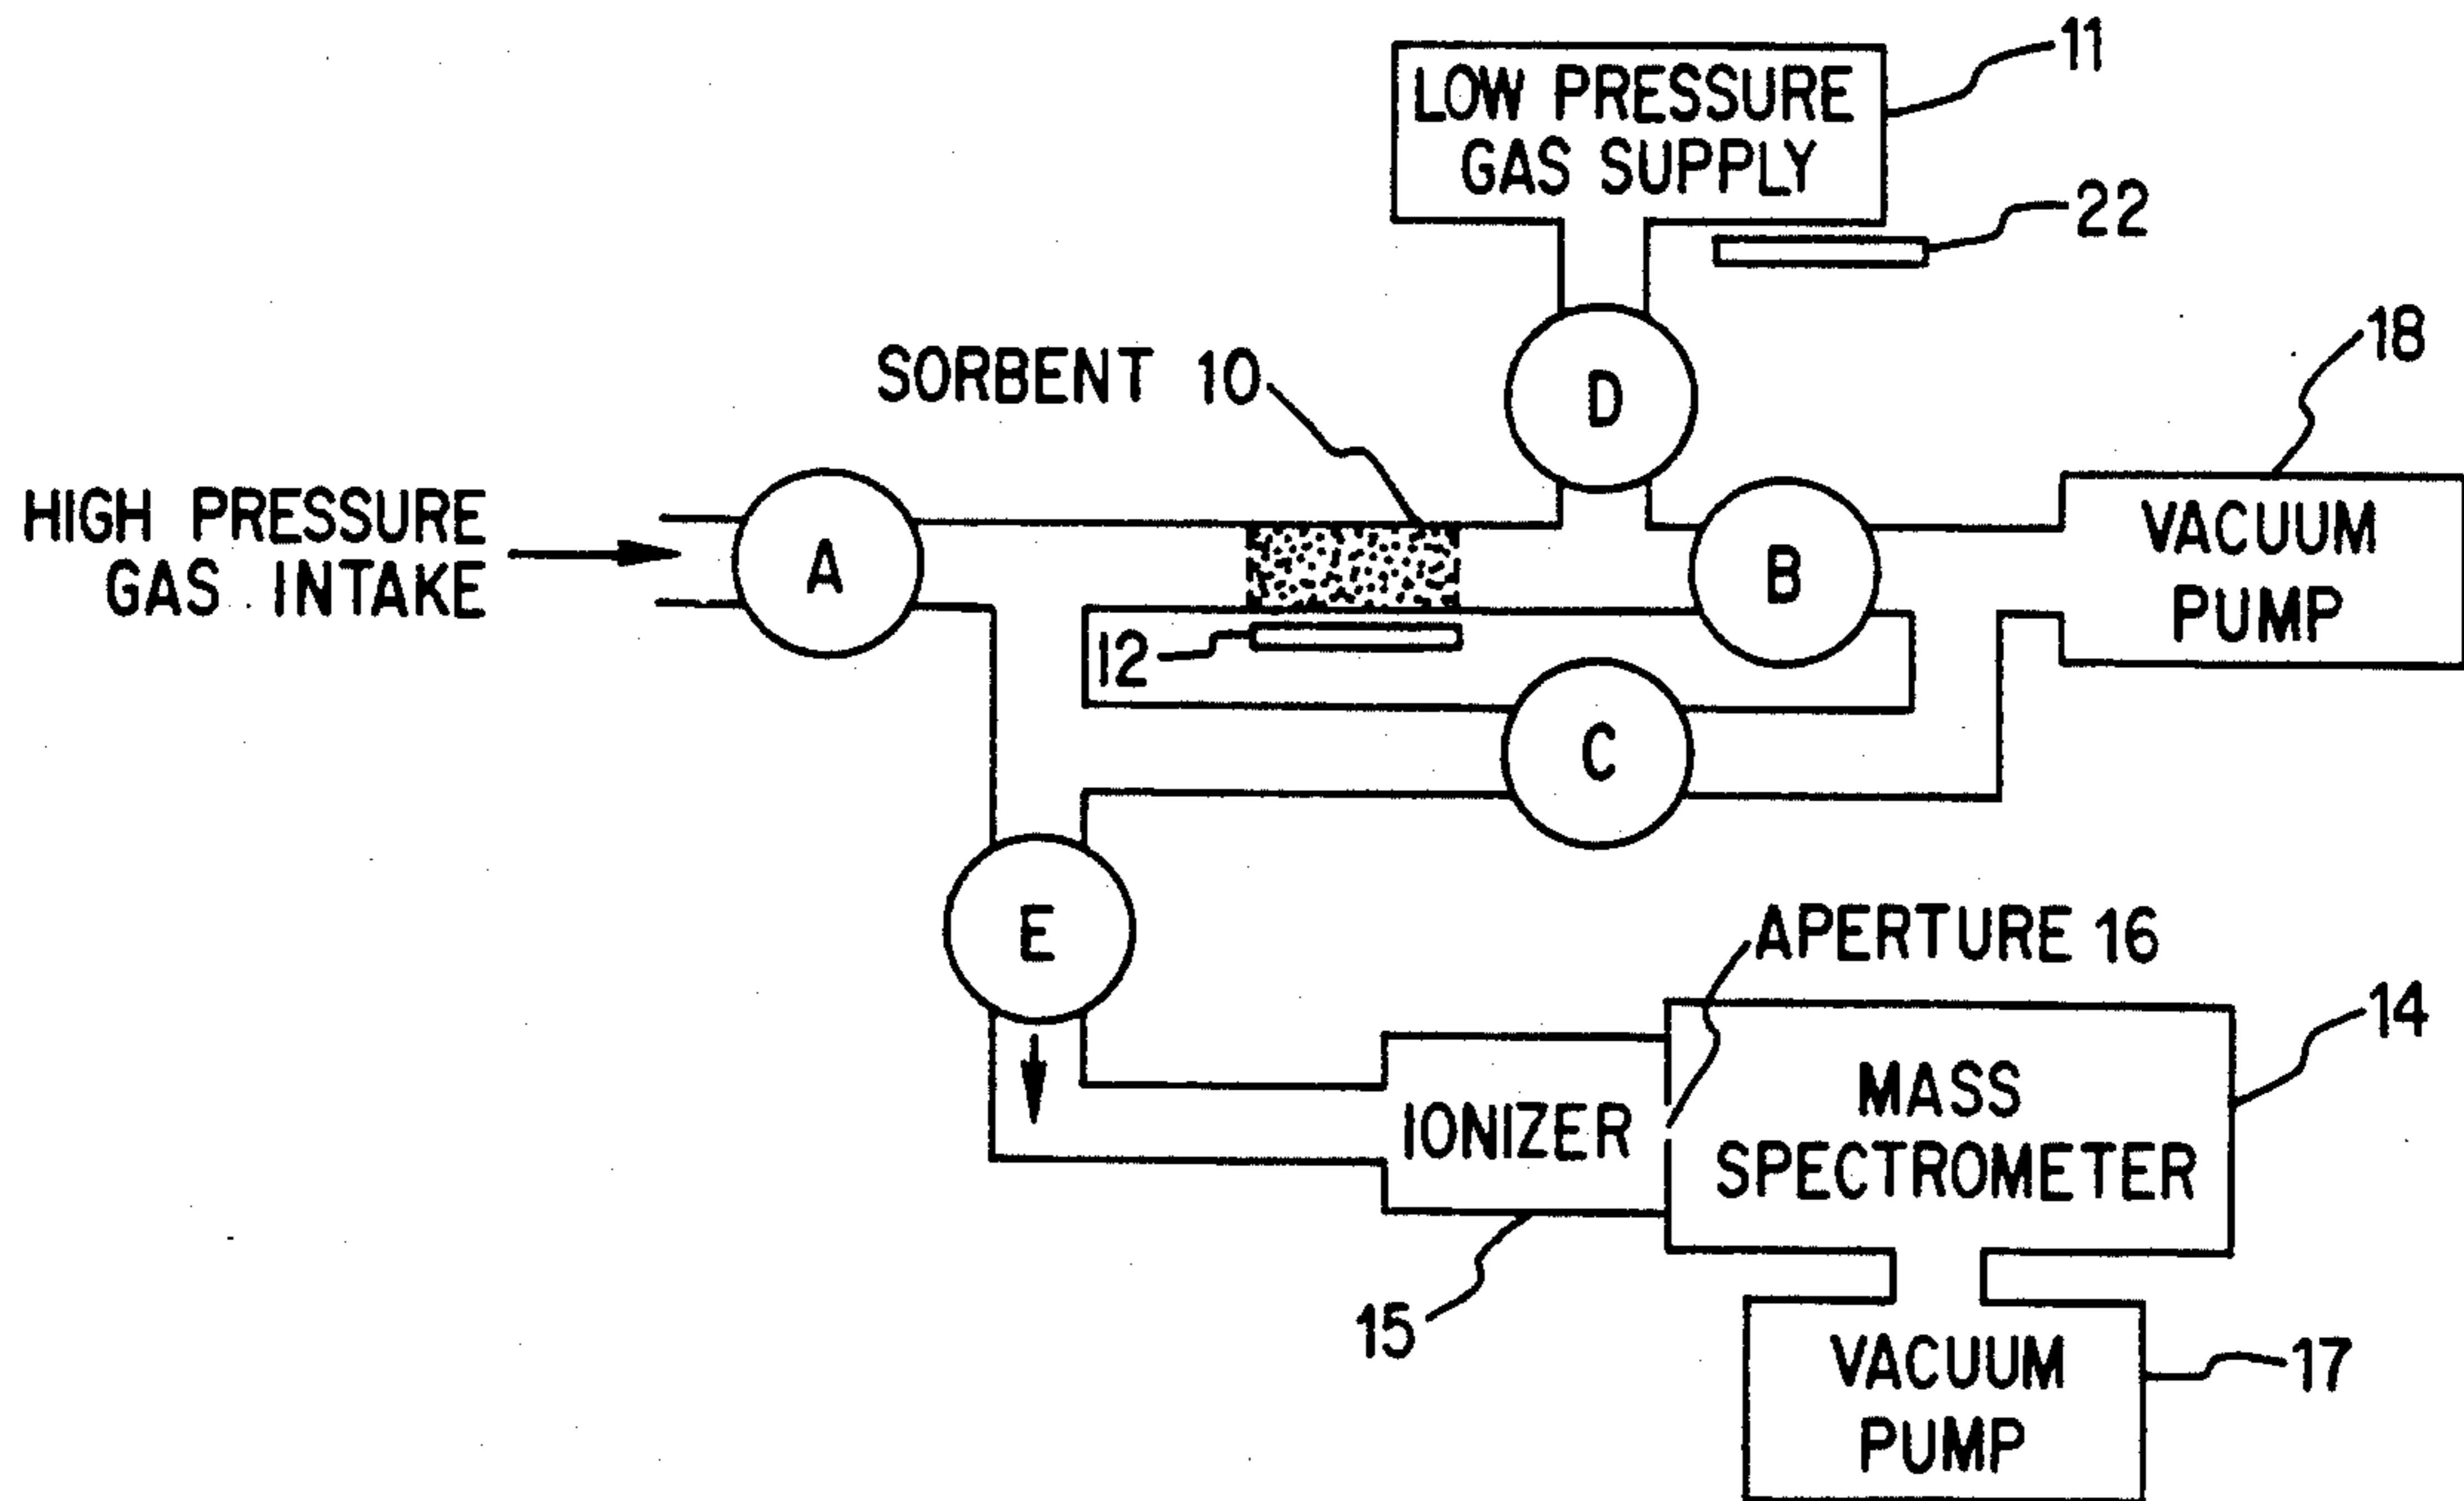 LOW PRESSURE
GAS SUPPLY
11
22
18
SORBENT 10
D
HIGH PRESSURE
GAS INTAKE
A
B
VACUUM
PUMP
12
C
E
APERTURE 16
14
IONIZER
MASS
SPECTROMETER
15
VACUUM
PUMP
17